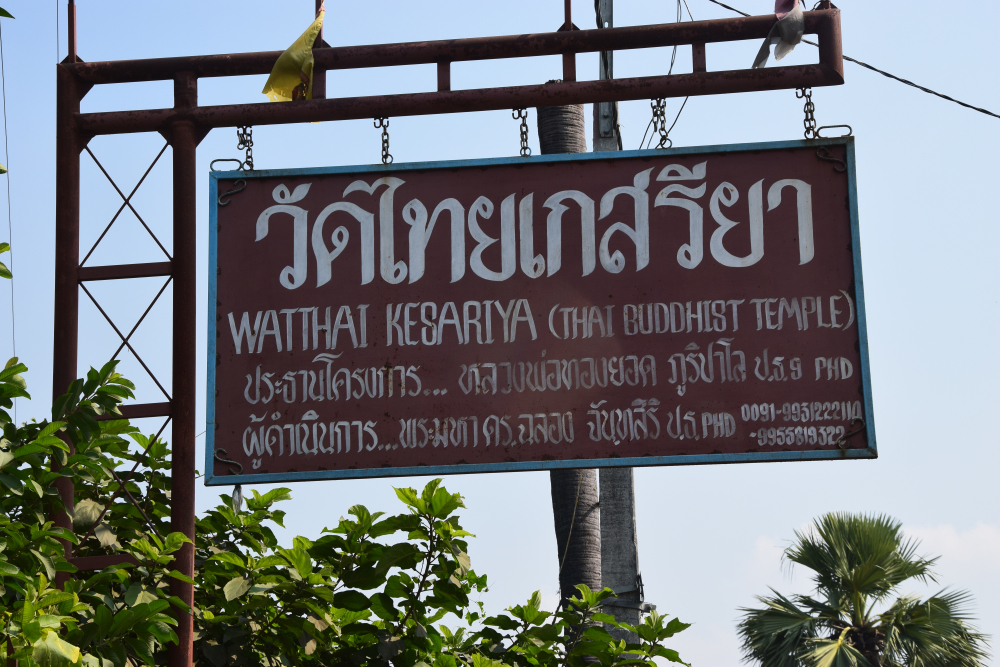 วัดไทยเกสรียา
WATTHAI KESARIYA (THAI BUDDHIST TEMPLE)
ประธานโครงการ... หลวงพ่อทองยอด ภูริปาโล ป.ธ.๑ PHD
ผู้ดำเนินการ...พระมหา ดร.ฉลอง จันทสิริ ป.ธ. PHD 0091-9931222114
-9955819322